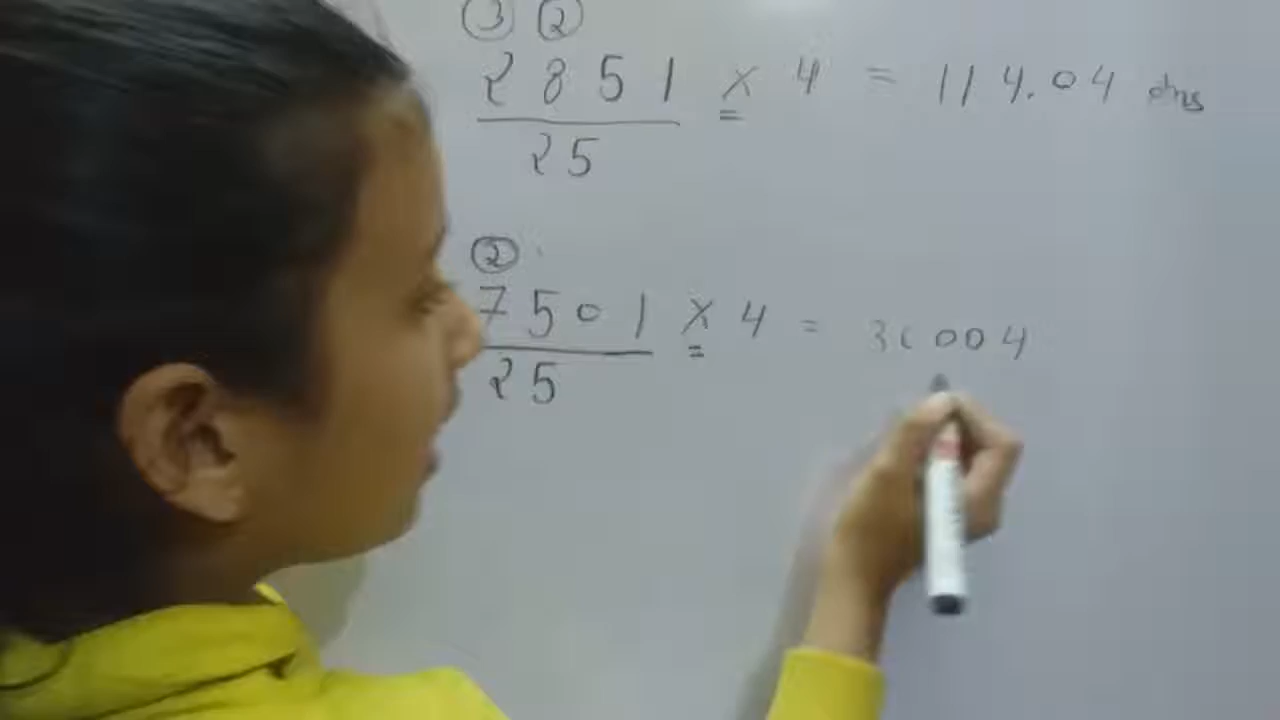 ③ ②
2851 × 4 = 114.04 ans
25
②
7501 × 4 = 30004
25